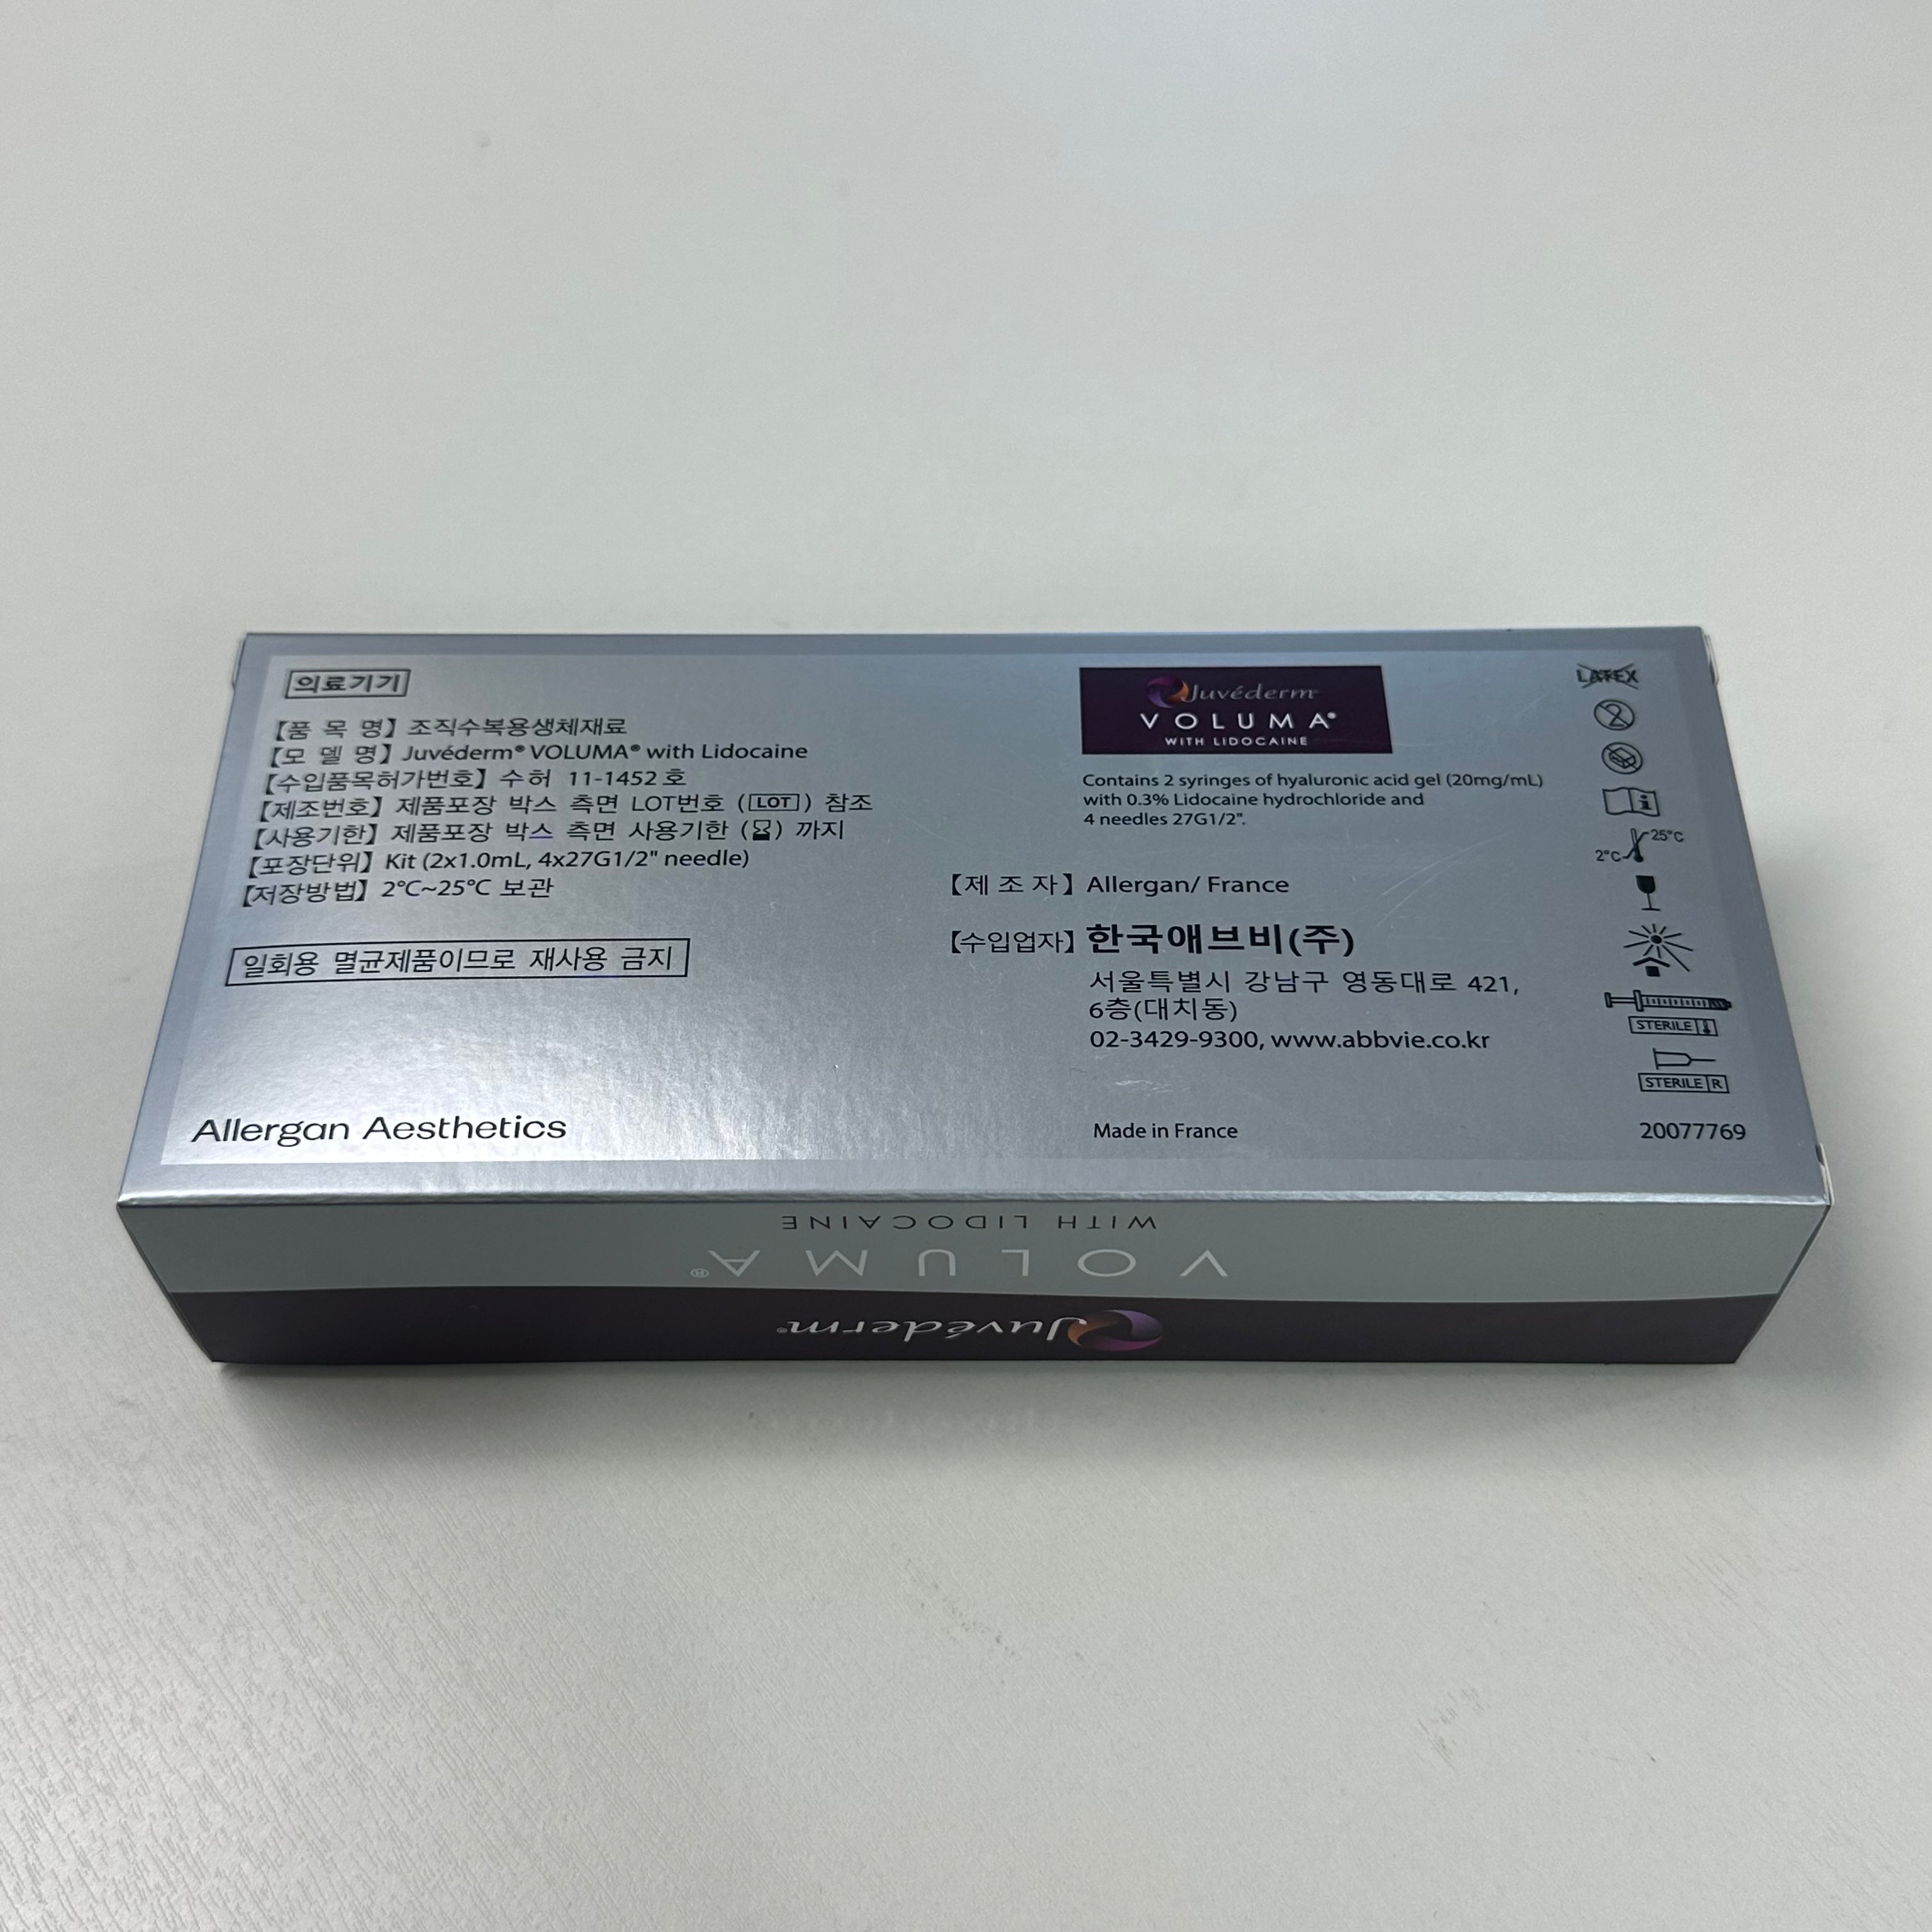 의료기기
【품 목 명】 조직수복용생체재료
【모 델 명】 Juvéderm® VOLUMA® with Lidocaine
【수입품목허가번호】 수허 11-1452 호
【제조번호】 제품포장 박스 측면 LOT번호 (LOT) 참조
【사용기한】 제품포장 박스 측면 사용기한 (⌛) 까지
【포장단위】 Kit (2x1.0mL, 4x27G1/2" needle)
【저장방법】 2°C~25°C 보관
일회용 멸균제품이므로 재사용 금지
Allergan Aesthetics
Juvéderm
VOLUMA®
WITH LIDOCAINE
Contains 2 syringes of hyaluronic acid gel (20mg/mL)
with 0.3% Lidocaine hydrochloride and
4 needles 27G1/2".
【제 조 자】 Allergan/ France
【수입업자】 한국애브비(주)
서울특별시 강남구 영동대로 421,
6층(대치동)
02-3429-9300, www.abbvie.co.kr
Made in France
LATEX
2
25°C
2°C
STERILE
STERILE R
20077769
Juvéderm®
VOLUMA®
WITH LIDOCAINE